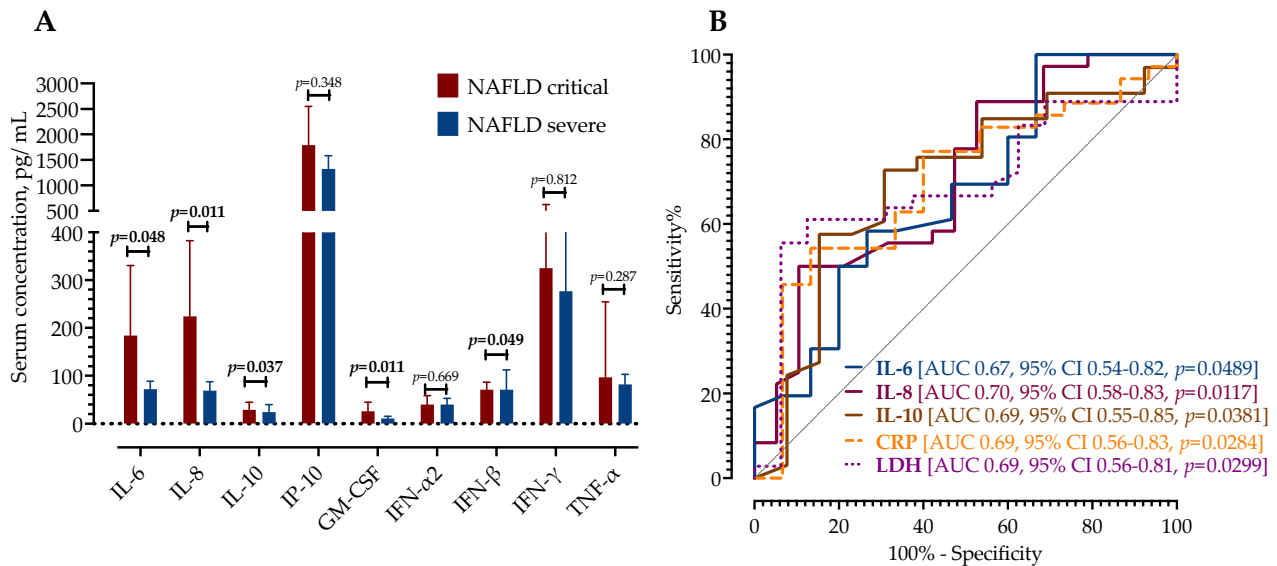 A
Serum concentration, pg/ mL
3000
2500
2000
1500
1000
500
400
300
200
100
0
NAFLD critical
NAFLD severe
p=0.048
p=0.011
p=0.037
p=0.348
p=0.011
p=0.669
p=0.049
p=0.812
p=0.287
IL-6
IL-8
IL-10
IP-10
GM-CSF
IFN-α2
IFN-β
IFN-γ
TNF-α
B
Sensitivity%
100
80
60
40
20
0
IL-6 [AUC 0.67, 95% CI 0.54-0.82, p=0.0489]
IL-8 [AUC 0.70, 95% CI 0.58-0.83, p=0.0117]
IL-10 [AUC 0.69, 95% CI 0.55-0.85, p=0.0381]
CRP [AUC 0.69, 95% CI 0.56-0.83, p=0.0284]
LDH [AUC 0.69, 95% CI 0.56-0.81, p=0.0299]
0 20 40 60 80 100
100% - Specificity